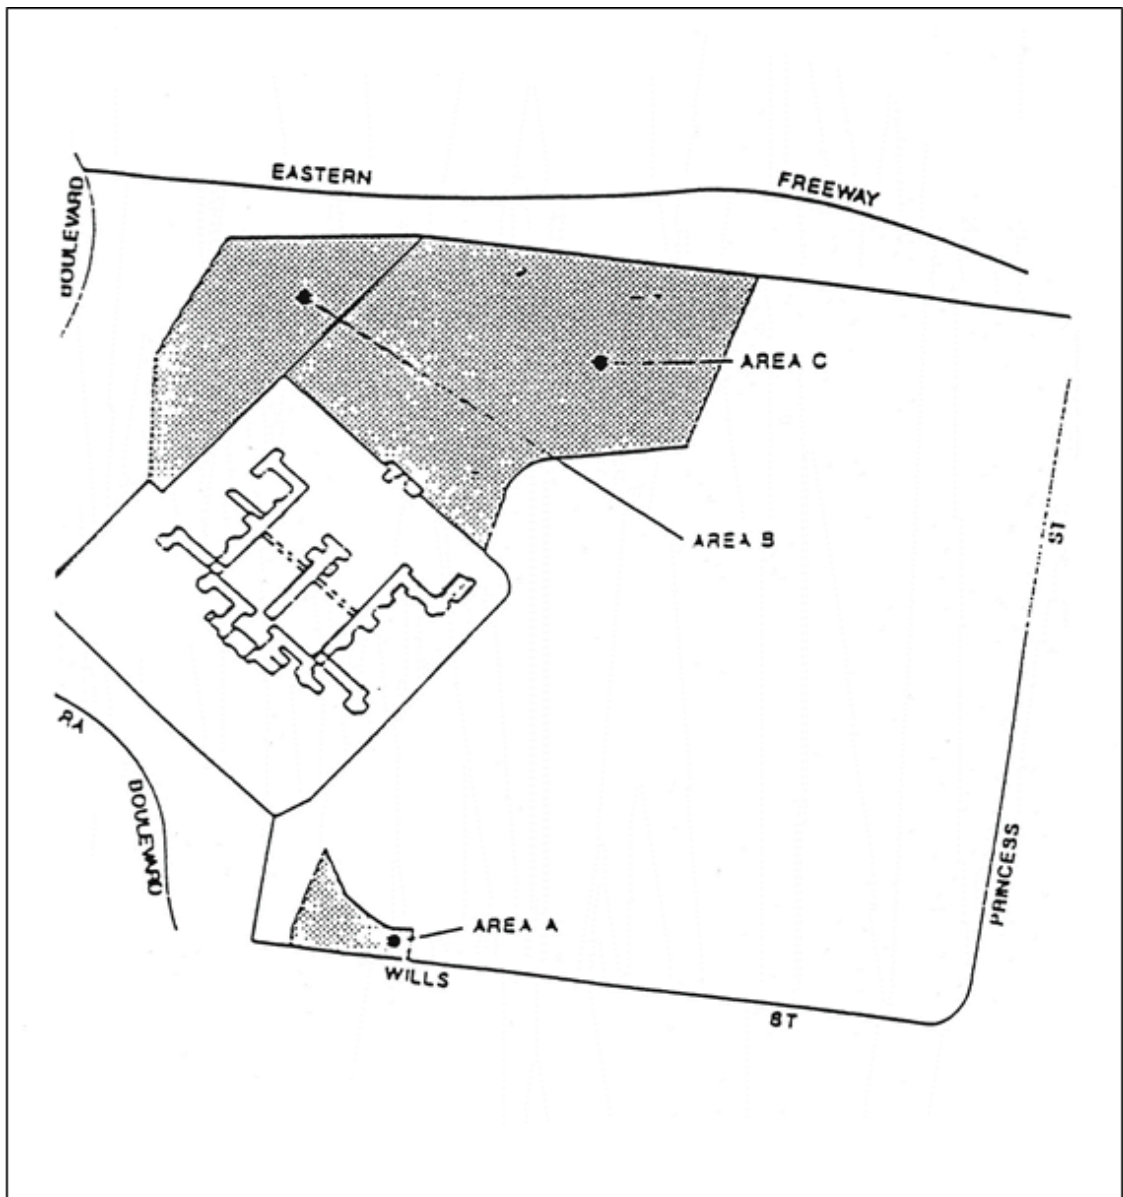 EASTERN
FREEWAY
BOULEVARD
AREA C
AREA B
ST
RA
BOULEVARD
PRINCESS
AREA A
WILLS
ST